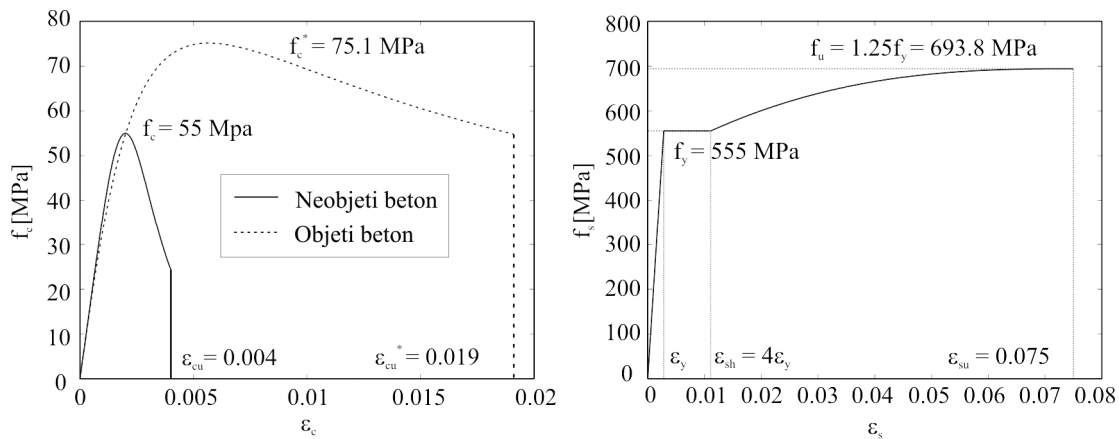 80
70
60
50
40
30
20
10
0
f_c [MPa]
f_c^* = 75.1 MPa
f_c = 55 Mpa
Neobjeti beton
Objeti beton
ε_cu = 0.004
ε_cu^* = 0.019
0 0.005 0.01 0.015 0.02
ε_c
800
700
600
500
400
300
200
100
0
f_s [MPa]
f_u = 1.25f_y = 693.8 MPa
f_y = 555 MPa
ε_y
ε_sh = 4ε_y
ε_su = 0.075
0 0.01 0.02 0.03 0.04 0.05 0.06 0.07 0.08
ε_s